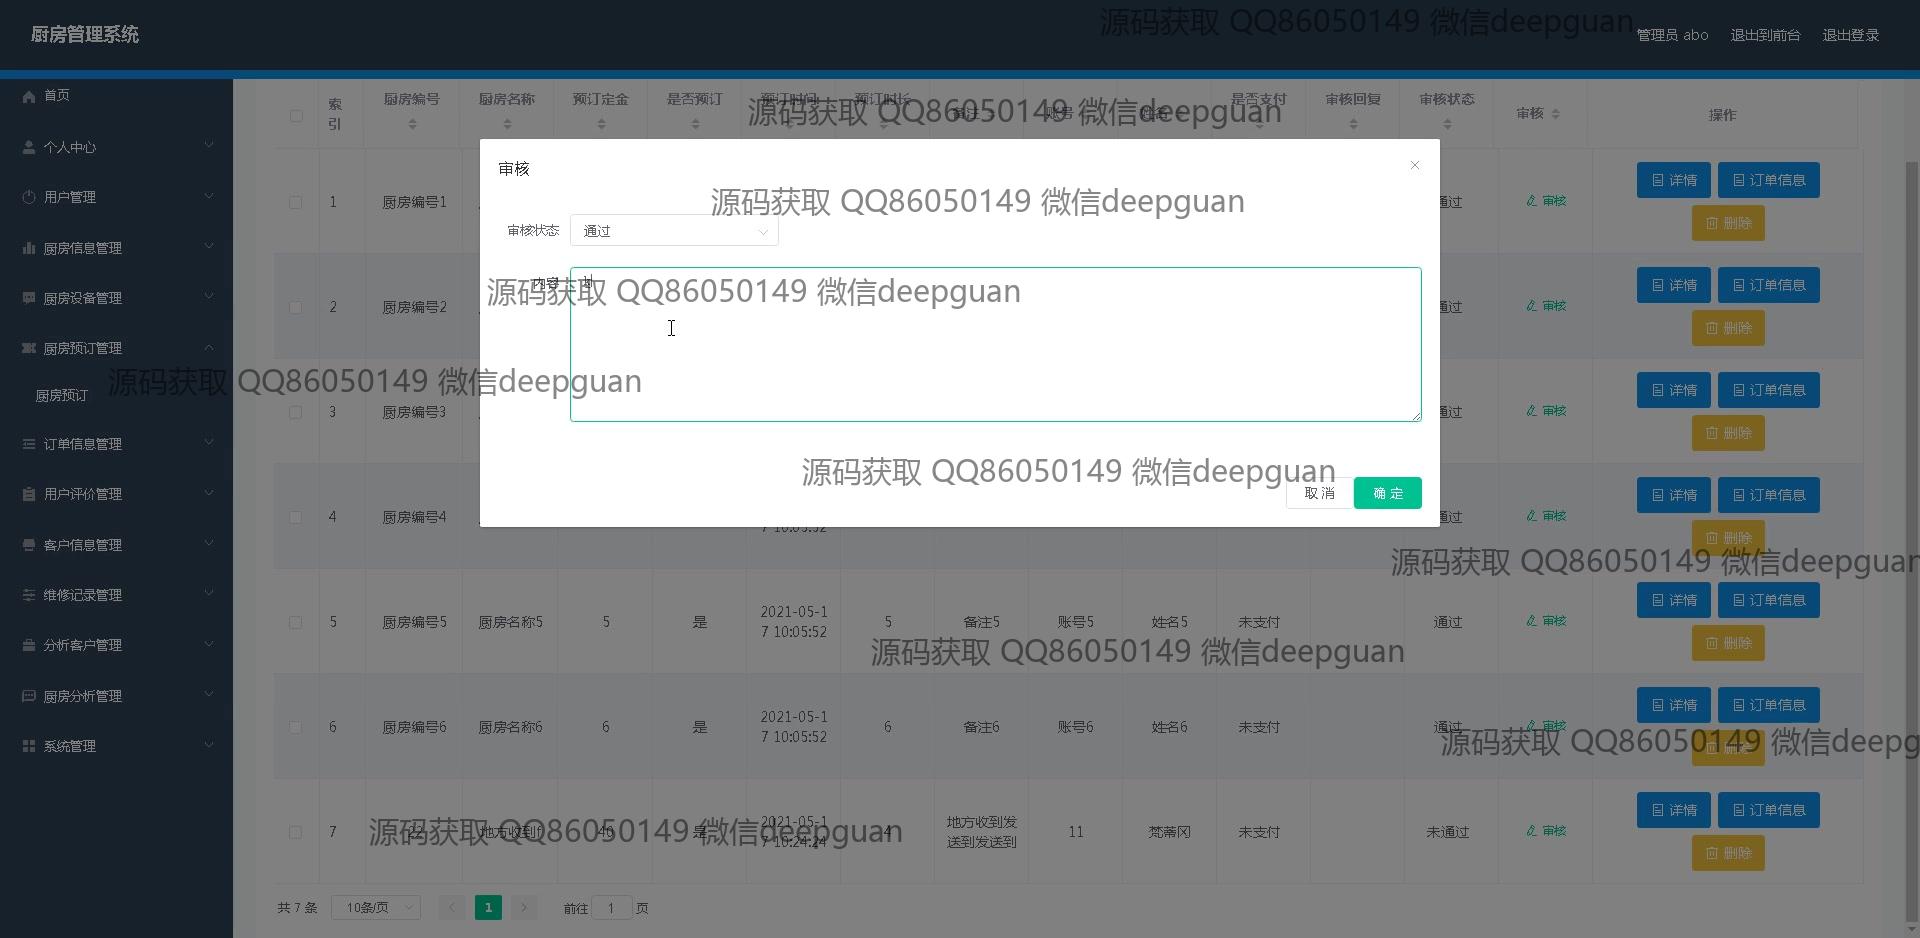 厨房管理系统
源码获取 QQ86050149 微信deepguan
管理员 abo 退出到前台 退出登录
首页
个人中心
用户管理
厨房信息管理
厨房设备管理
厨房预订管理
厨房预订
订单信息管理
用户评价管理
客户信息管理
维修记录管理
分析客户管理
厨房分析管理
系统管理
索引 厨房编号 厨房名称 预订定金 是否预订 预订时间 预订时长 备注 账号 姓名 是否支付 审核回复 审核状态 审核 操作
源码获取 QQ86050149 微信deepguan
审核
源码获取 QQ86050149 微信deepguan
审核状态 通过
内容
源码获取 QQ86050149 微信deepguan
源码获取 QQ86050149 微信deepguan
源码获取 QQ86050149 微信deepguan
取消 确定
1 厨房编号1 通过 审核 详情 订单信息 删除
2 厨房编号2 通过 审核 详情 订单信息 删除
3 厨房编号3 通过 审核 详情 订单信息 删除
4 厨房编号4 7 10:05:52 通过 审核 详情 订单信息 删除
源码获取 QQ86050149 微信deepguan
5 厨房编号5 厨房名称5 5 是 2021-05-17 10:05:52 5 备注5 账号5 姓名5 未支付 通过 审核 详情 订单信息 删除
源码获取 QQ86050149 微信deepguan
6 厨房编号6 厨房名称6 6 是 2021-05-17 10:05:52 6 备注6 账号6 姓名6 未支付 通过 审核 详情 订单信息 删除
源码获取 QQ86050149 微信deepg
7 地方收到f 40 是 2021-05-17 10:24:24 4 地方收到发送到发送到 11 梵蒂冈 未支付 未通过 审核 详情 订单信息 删除
源码获取 QQ86050149 微信deepguan
共 7 条 10条/页 1 前往 1 页